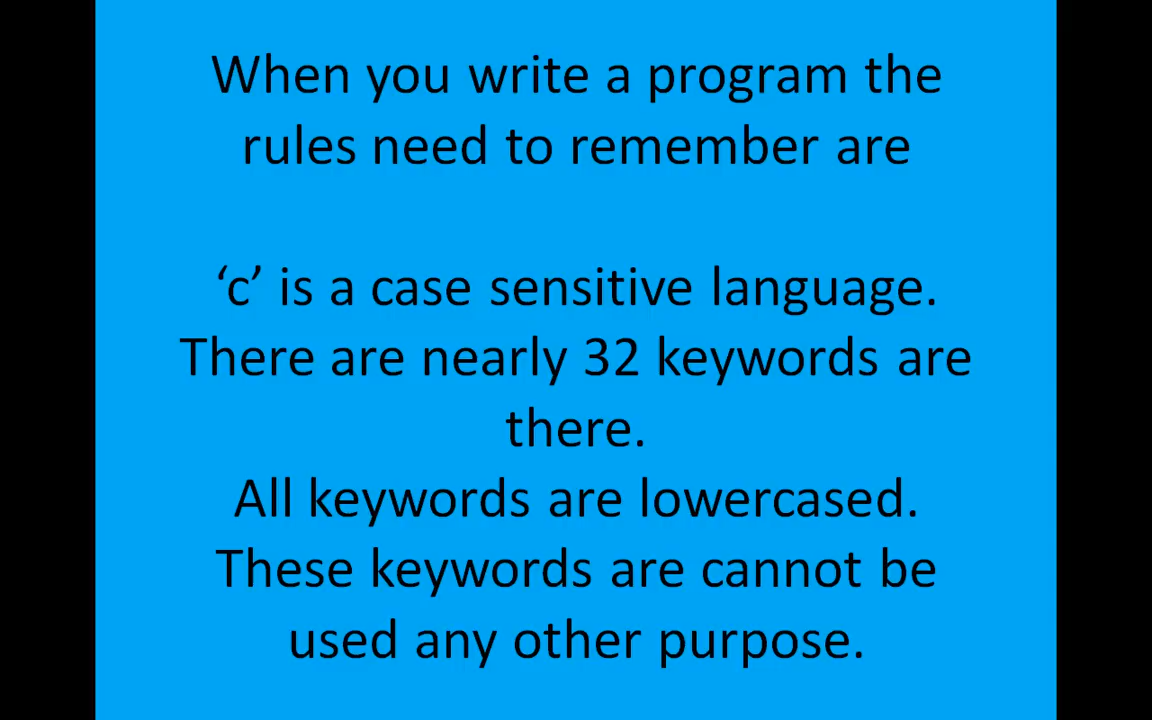 When you write a program the
rules need to remember are
‘c’ is a case sensitive language.
There are nearly 32 keywords are
there.
All keywords are lowercased.
These keywords are cannot be
used any other purpose.